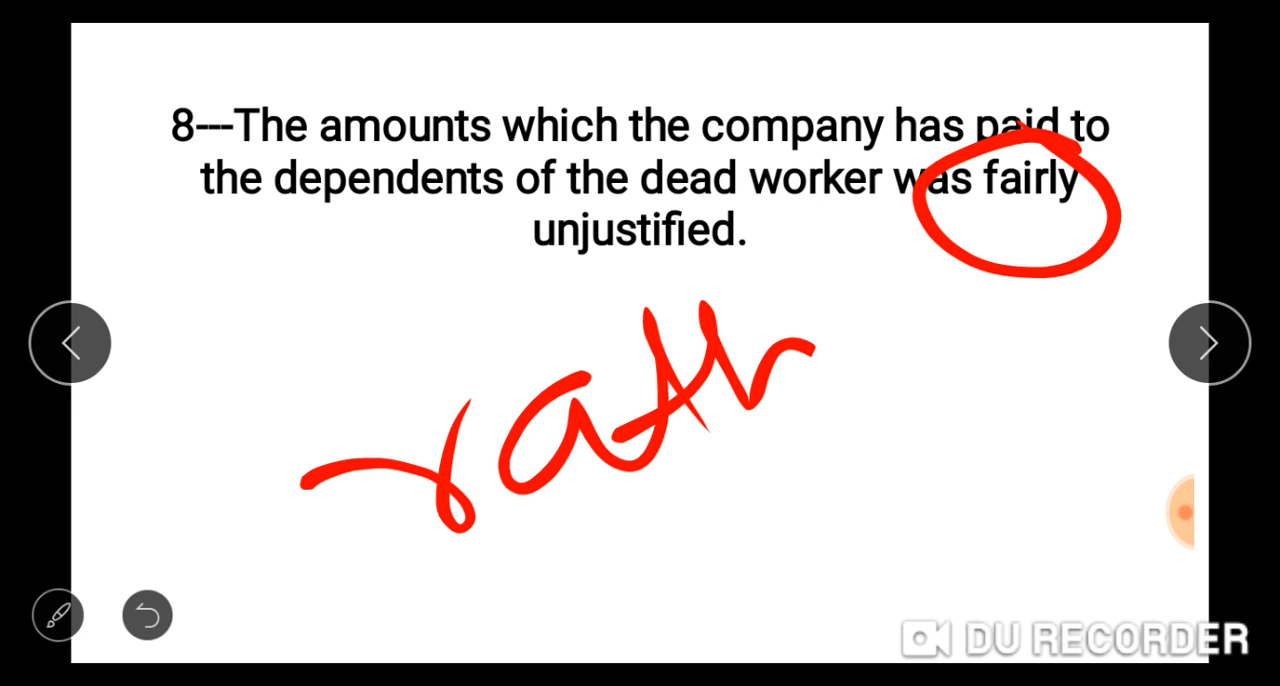 8---The amounts which the company has paid to
the dependents of the dead worker was fairly
unjustified.
rath
DU RECORDER